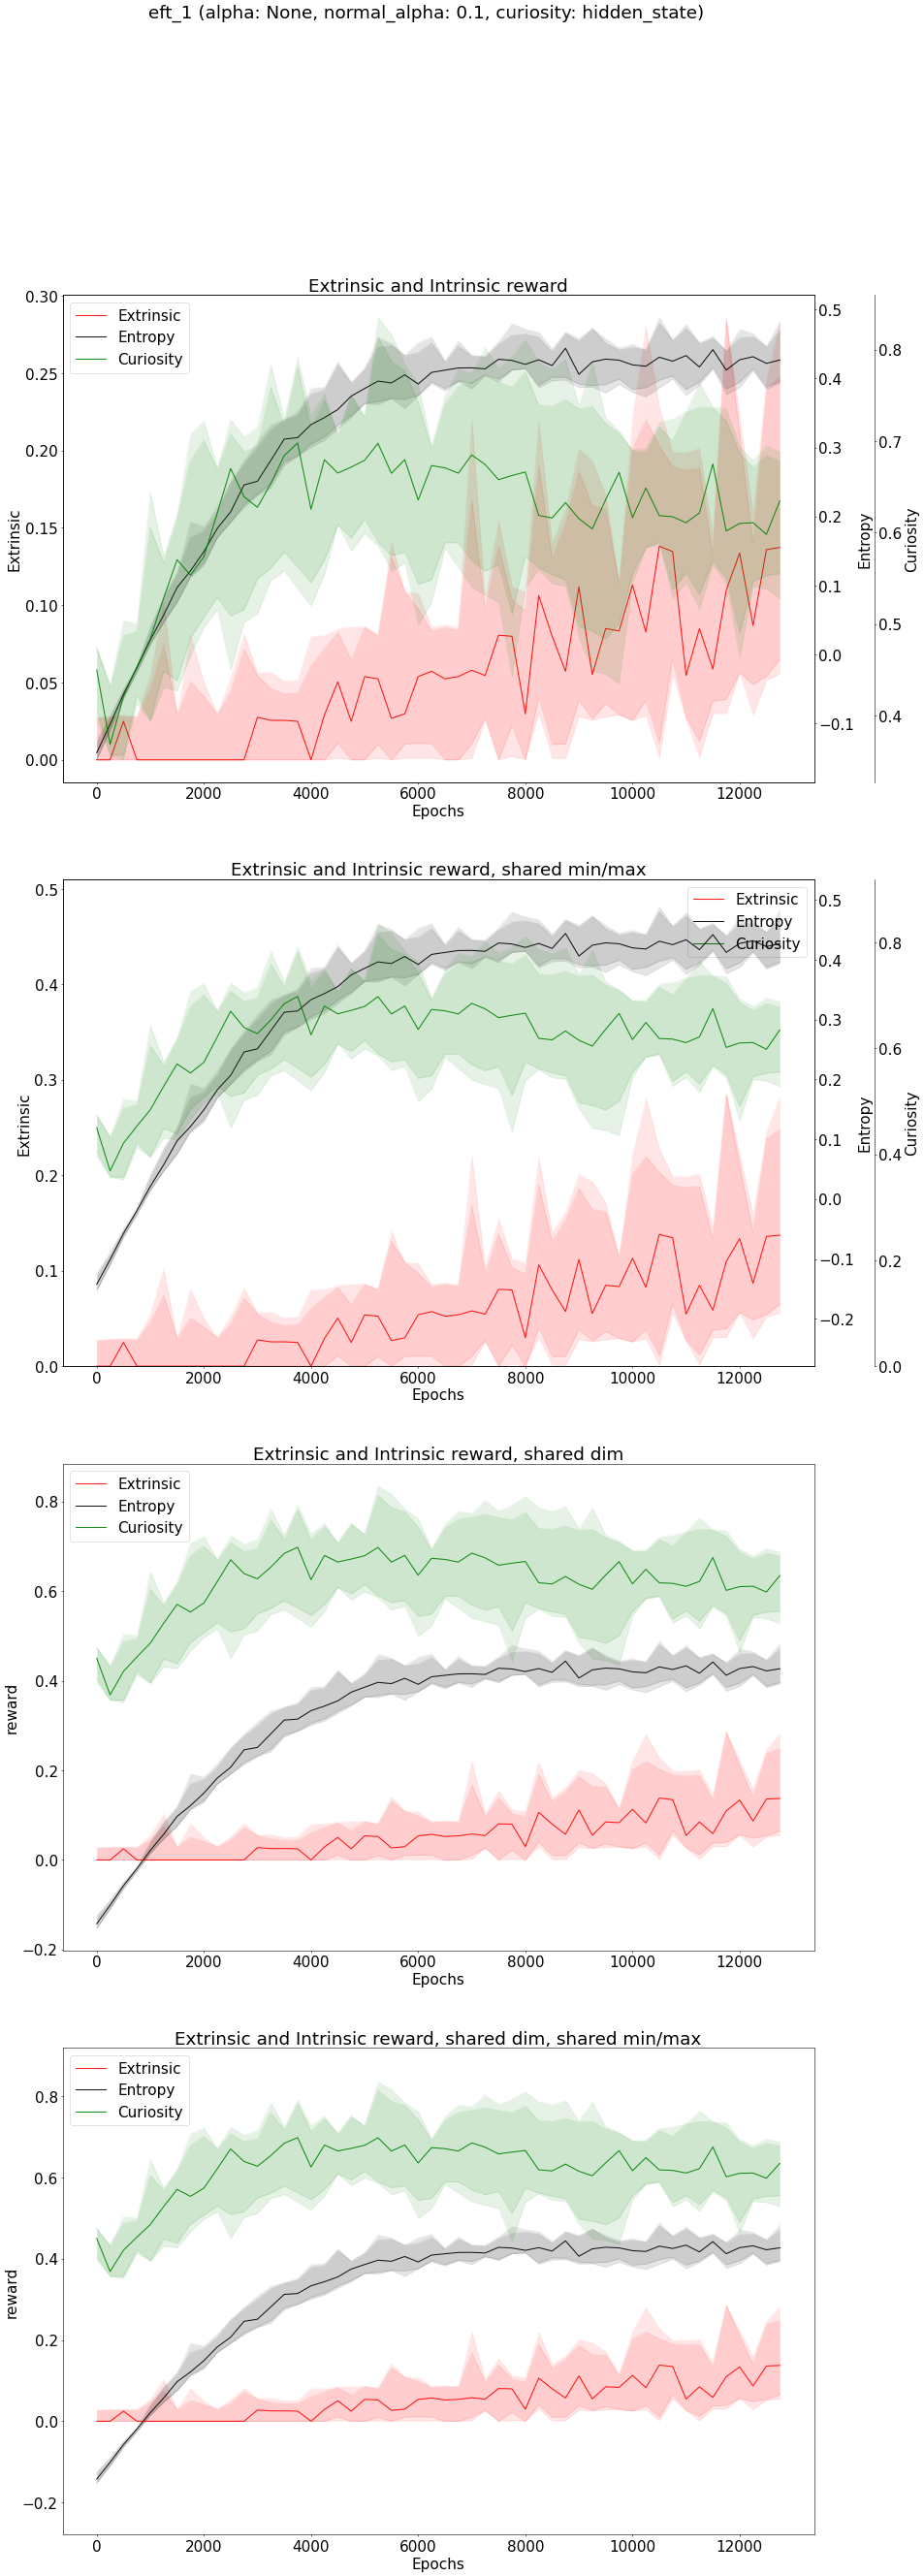 eft_1 (alpha: None, normal_alpha: 0.1, curiosity: hidden_state)
Extrinsic and Intrinsic reward
Extrinsic
Entropy
Curiosity
0.30
0.25
0.20
0.15
0.10
0.05
0.00
Extrinsic
0.5
0.4
0.3
0.2
0.1
0.0
−0.1
Entropy
0.8
0.7
0.6
0.5
0.4
Curiosity
0 2000 4000 6000 8000 10000 12000
Epochs
Extrinsic and Intrinsic reward, shared min/max
Extrinsic
Entropy
Curiosity
0.5
0.4
0.3
0.2
0.1
0.0
Extrinsic
0.5
0.4
0.3
0.2
0.1
0.0
−0.1
−0.2
Entropy
0.8
0.6
0.4
0.2
0.0
Curiosity
0 2000 4000 6000 8000 10000 12000
Epochs
Extrinsic and Intrinsic reward, shared dim
Extrinsic
Entropy
Curiosity
0.8
0.6
0.4
0.2
0.0
−0.2
reward
0 2000 4000 6000 8000 10000 12000
Epochs
Extrinsic and Intrinsic reward, shared dim, shared min/max
Extrinsic
Entropy
Curiosity
0.8
0.6
0.4
0.2
0.0
−0.2
reward
0 2000 4000 6000 8000 10000 12000
Epochs